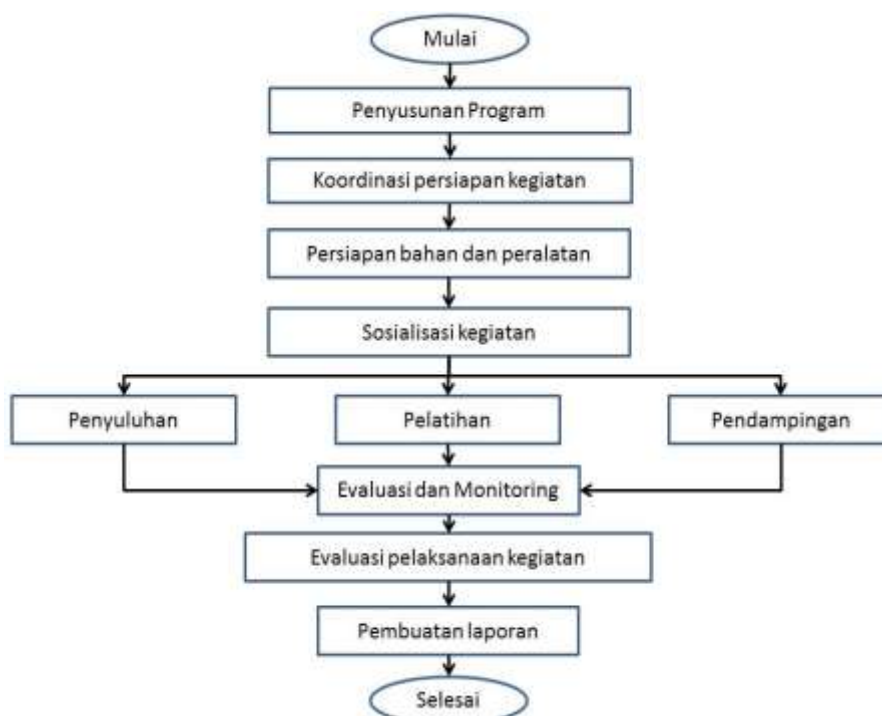 Mulai
Penyusunan Program
Koordinasi persiapan kegiatan
Persiapan bahan dan peralatan
Sosialisasi kegiatan
Penyuluhan
Pelatihan
Pendampingan
Evaluasi dan Monitoring
Evaluasi pelaksanaan kegiatan
Pembuatan laporan
Selesai